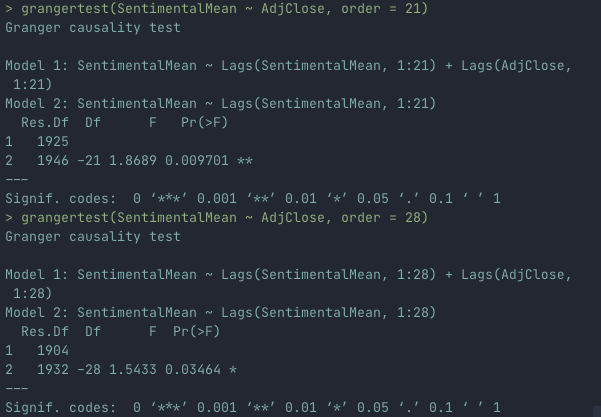 > grangertest(SentimentalMean ~ AdjClose, order = 21)
Granger causality test

Model 1: SentimentalMean ~ Lags(SentimentalMean, 1:21) + Lags(AdjClose,
 1:21)
Model 2: SentimentalMean ~ Lags(SentimentalMean, 1:21)
  Res.Df  Df      F   Pr(>F)
1   1925
2   1946 -21 1.8689 0.009701 **
---
Signif. codes:  0 ‘***’ 0.001 ‘**’ 0.01 ‘*’ 0.05 ‘.’ 0.1 ‘ ’ 1
> grangertest(SentimentalMean ~ AdjClose, order = 28)
Granger causality test

Model 1: SentimentalMean ~ Lags(SentimentalMean, 1:28) + Lags(AdjClose,
 1:28)
Model 2: SentimentalMean ~ Lags(SentimentalMean, 1:28)
  Res.Df  Df      F  Pr(>F)
1   1904
2   1932 -28 1.5433 0.03464 *
---
Signif. codes:  0 ‘***’ 0.001 ‘**’ 0.01 ‘*’ 0.05 ‘.’ 0.1 ‘ ’ 1